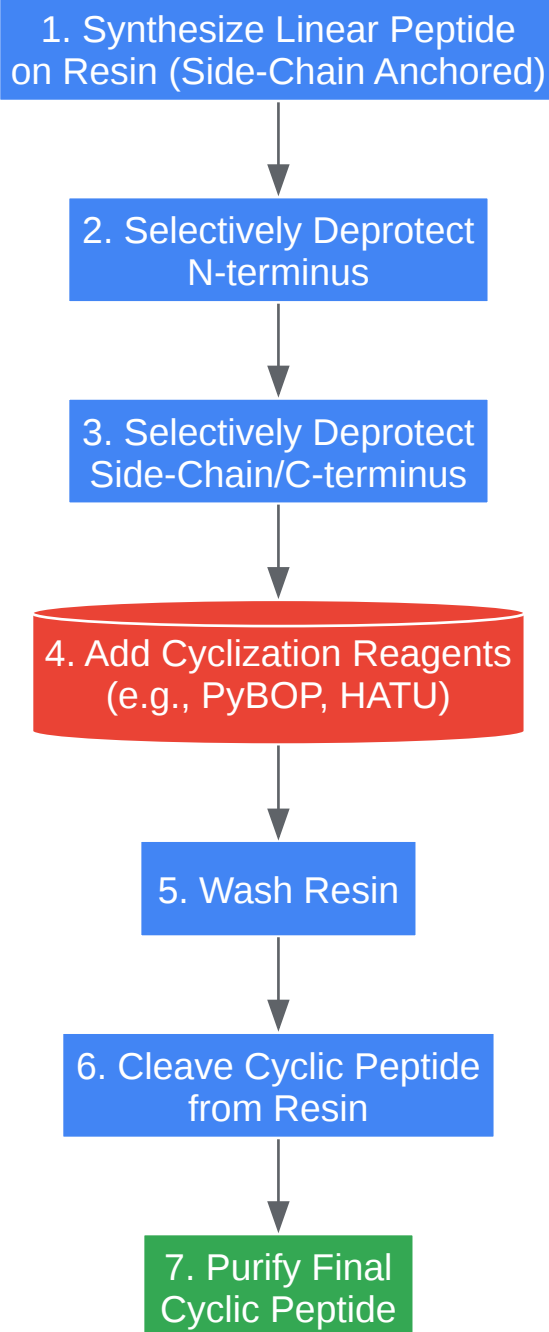 1. Synthesize Linear Peptide
on Resin (Side-Chain Anchored)
2. Selectively Deprotect
N-terminus
3. Selectively Deprotect
Side-Chain/C-terminus
4. Add Cyclization Reagents
(e.g., PyBOP, HATU)
5. Wash Resin
6. Cleave Cyclic Peptide
from Resin
7. Purify Final
Cyclic Peptide